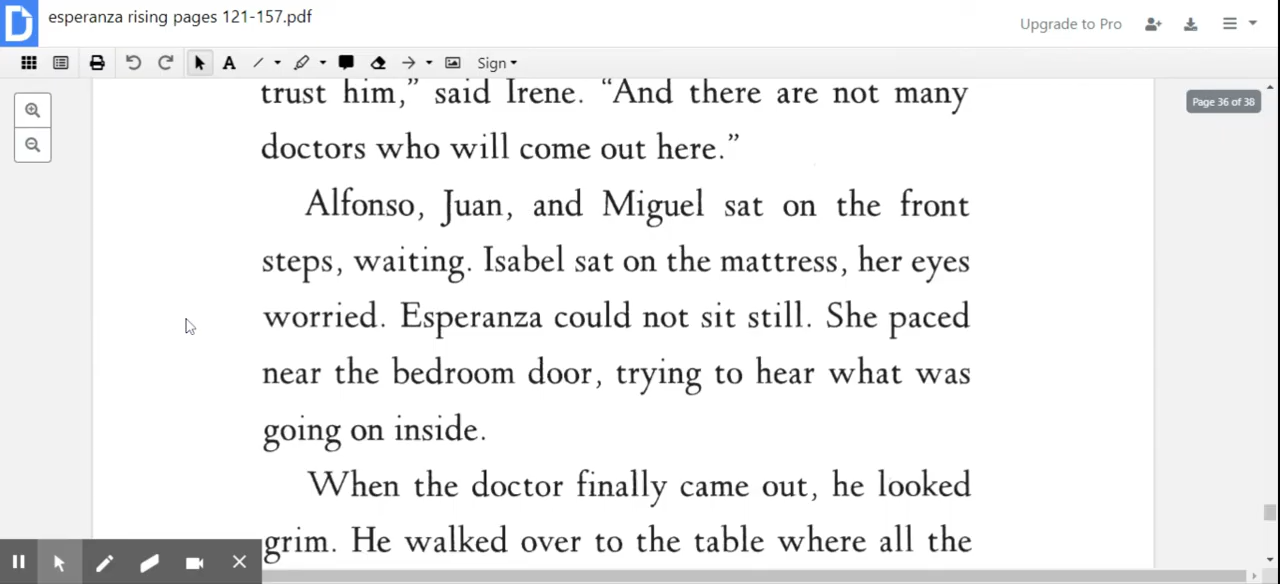 esperanza rising pages 121-157.pdf
Upgrade to Pro
A
Sign
Page 36 of 38
trust him,” said Irene. “And there are not many
doctors who will come out here.”
Alfonso, Juan, and Miguel sat on the front
steps, waiting. Isabel sat on the mattress, her eyes
worried. Esperanza could not sit still. She paced
near the bedroom door, trying to hear what was
going on inside.
When the doctor finally came out, he looked
grim. He walked over to the table where all the